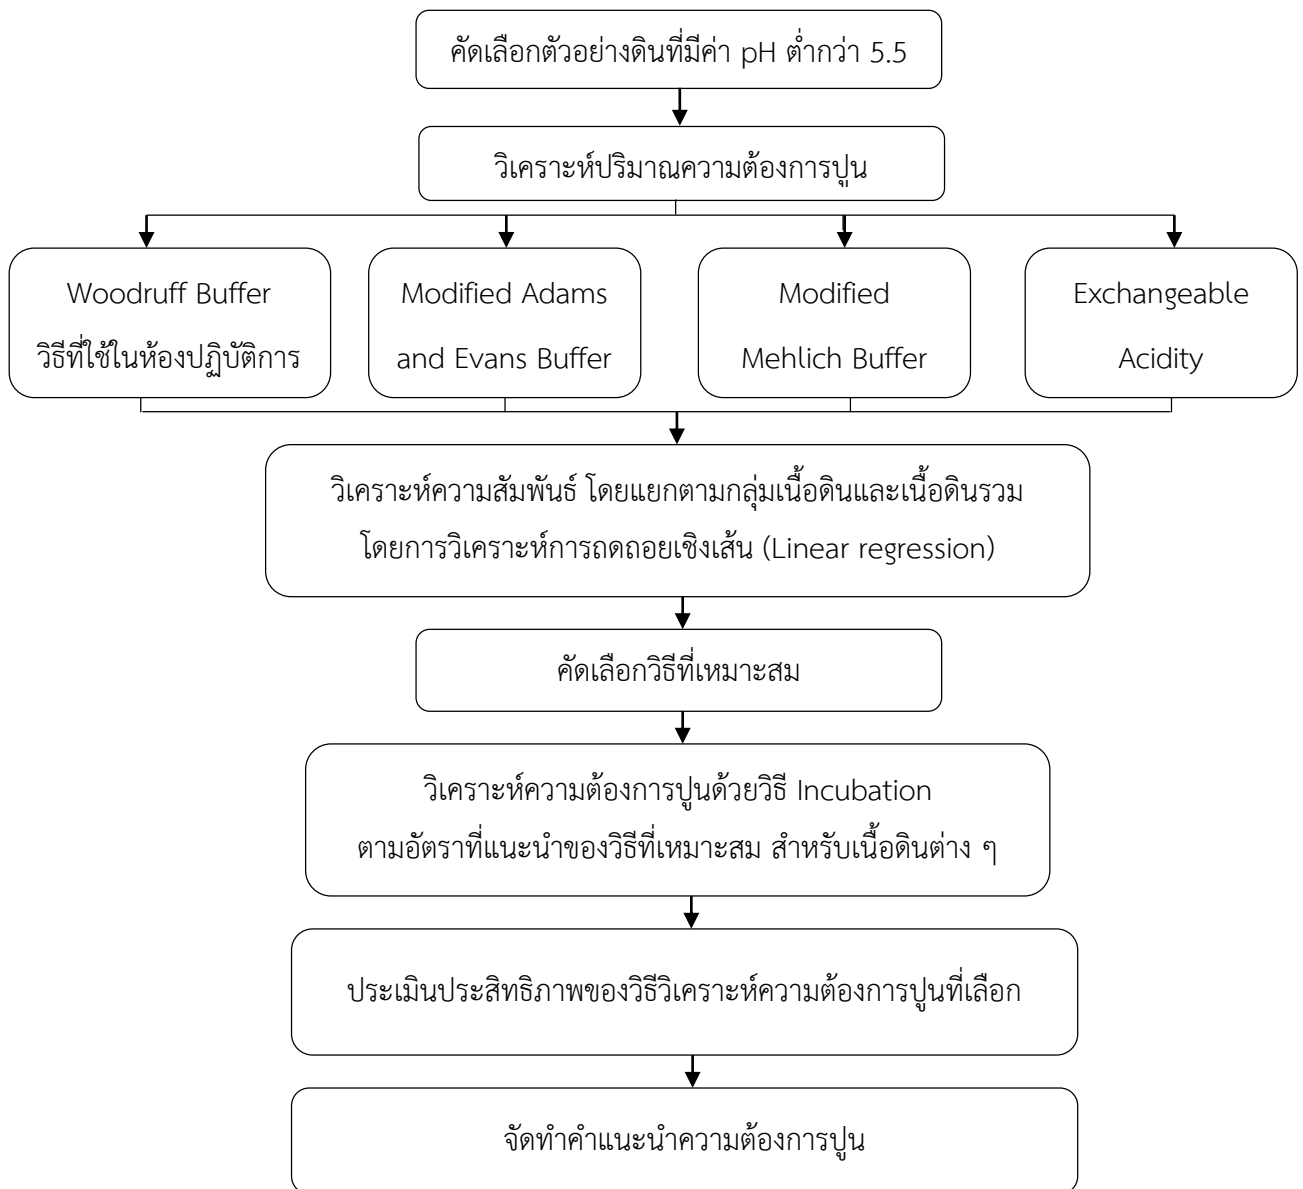 คัดเลือกตัวอย่างดินที่มีค่า pH ต่ำกว่า 5.5
วิเคราะห์ปริมาณความต้องการปูน
Woodruff Buffer
วิธีที่ใช้ในห้องปฏิบัติการ
Modified Adams
and Evans Buffer
Modified
Mehlich Buffer
Exchangeable
Acidity
วิเคราะห์ความสัมพันธ์ โดยแยกตามกลุ่มเนื้อดินและเนื้อดินรวม
โดยการวิเคราะห์การถดถอยเชิงเส้น (Linear regression)
คัดเลือกวิธีที่เหมาะสม
วิเคราะห์ความต้องการปูนด้วยวิธี Incubation
ตามอัตราที่แนะนำของวิธีที่เหมาะสม สำหรับเนื้อดินต่าง ๆ
ประเมินประสิทธิภาพของวิธีวิเคราะห์ความต้องการปูนที่เลือก
จัดทำคำแนะนำความต้องการปูน